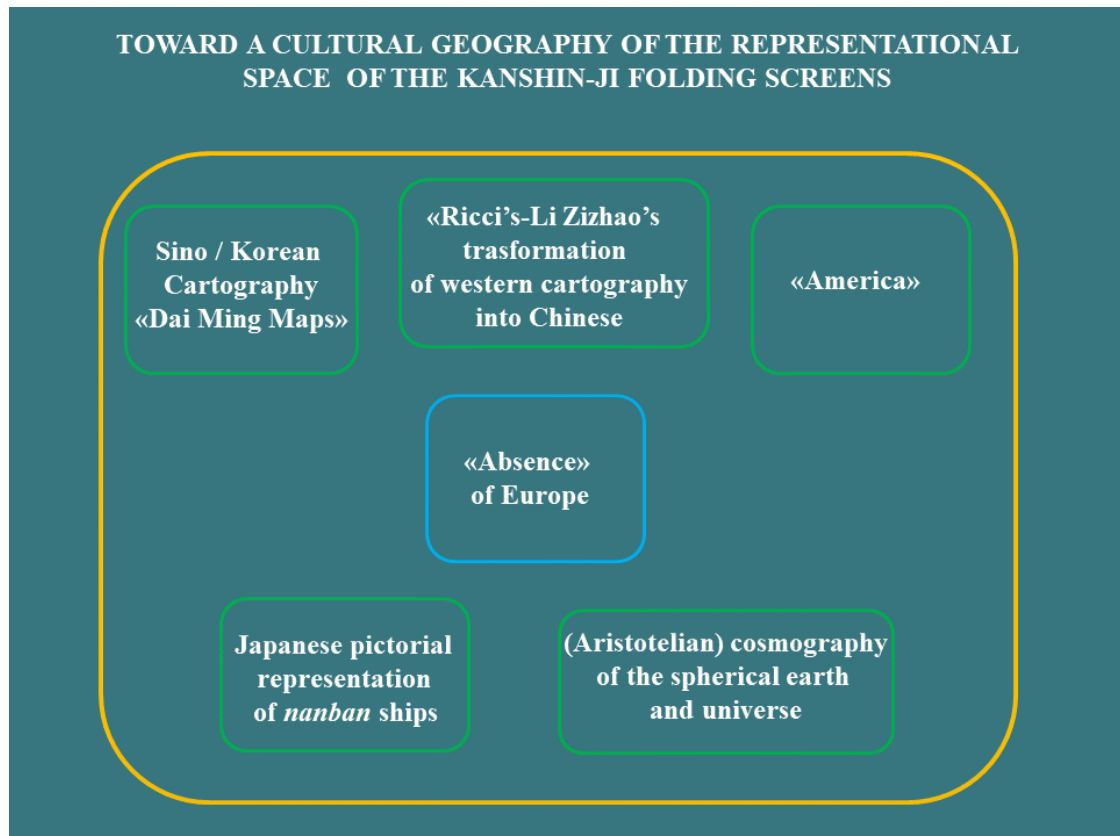 TOWARD A CULTURAL GEOGRAPHY OF THE REPRESENTATIONAL
SPACE OF THE KANSHIN-JI FOLDING SCREENS
Sino / Korean
Cartography
«Dai Ming Maps»
«Ricci's-Li Zizhao's
trasformation
of western cartography
into Chinese
«America»
«Absence»
of Europe
Japanese pictorial
representation
of nanban ships
(Aristotelian) cosmography
of the spherical earth
and universe